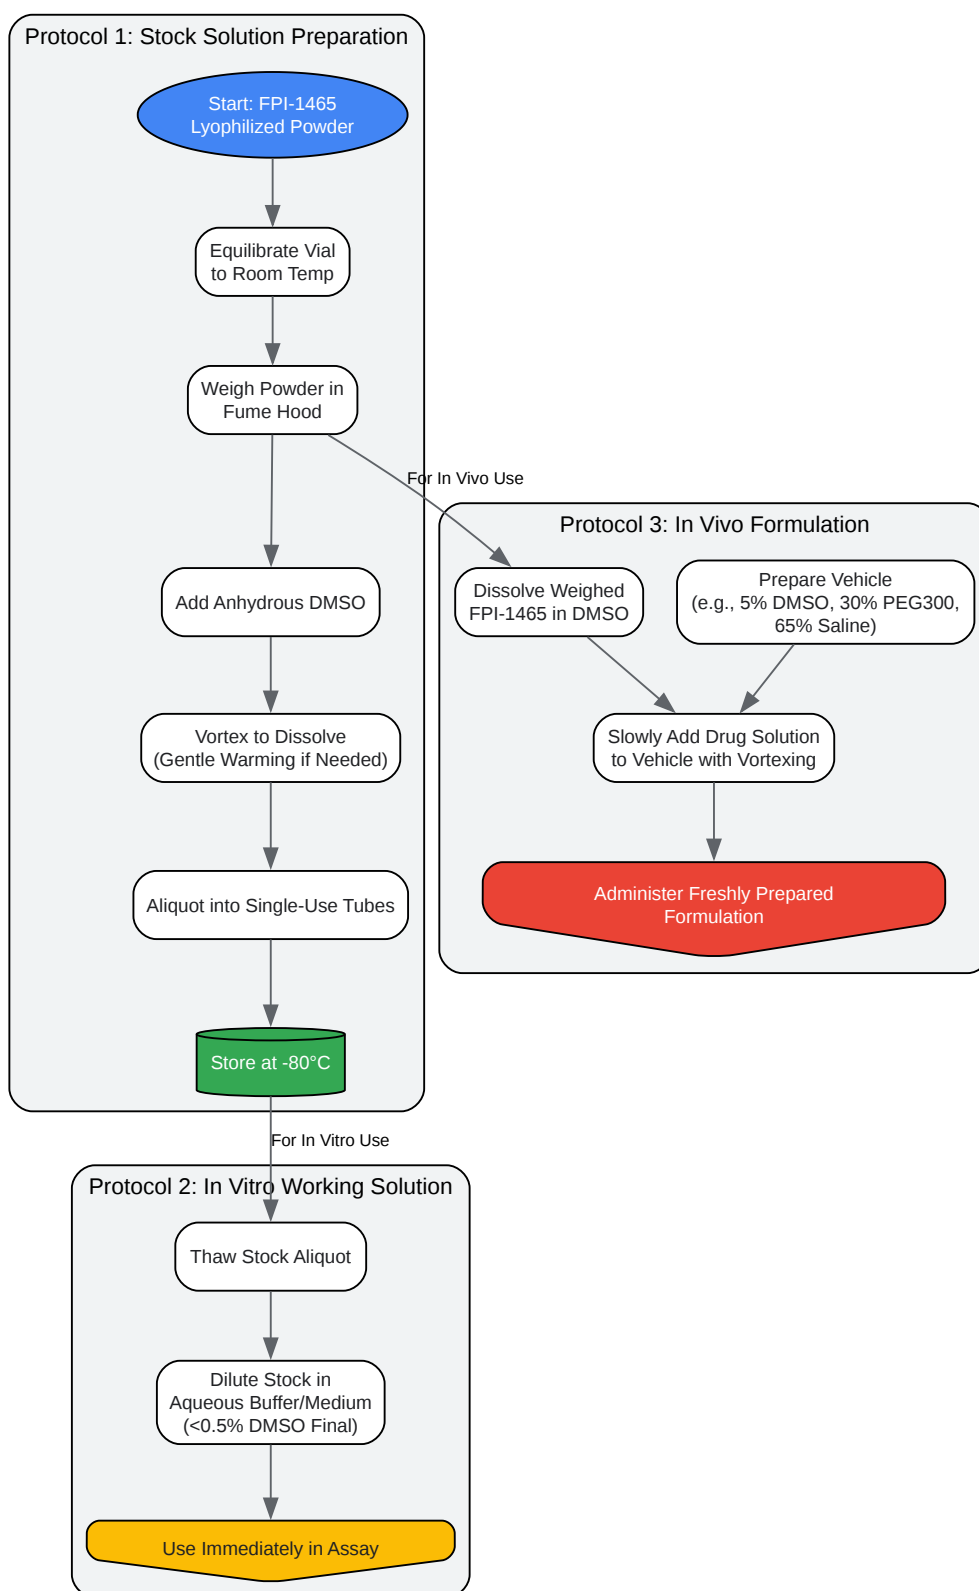 Protocol 1: Stock Solution Preparation
Start: FPI-1465
Lyophilized Powder
Equilibrate Vial
to Room Temp
Weigh Powder in
Fume Hood
For In Vivo Use
Add Anhydrous DMSO
Vortex to Dissolve
(Gentle Warming if Needed)
Aliquot into Single-Use Tubes
Store at -80°C
For In Vitro Use
Protocol 3: In Vivo Formulation
Dissolve Weighed
FPI-1465 in DMSO
Prepare Vehicle
(e.g., 5% DMSO, 30% PEG300,
65% Saline)
Slowly Add Drug Solution
to Vehicle with Vortexing
Administer Freshly Prepared
Formulation
Protocol 2: In Vitro Working Solution
Thaw Stock Aliquot
Dilute Stock in
Aqueous Buffer/Medium
(<0.5% DMSO Final)
Use Immediately in Assay